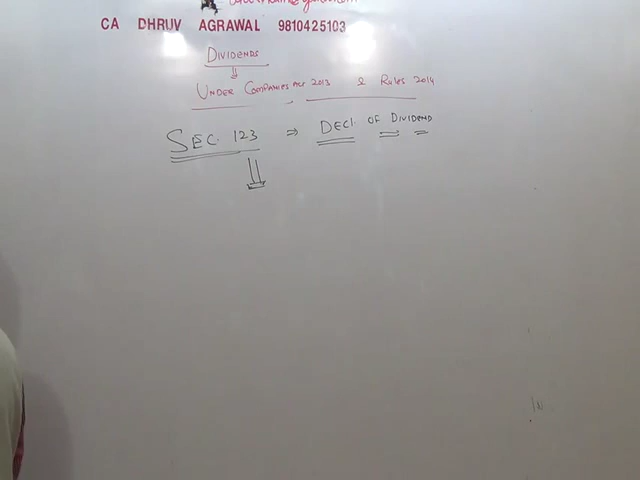 CA DHRUV AGRAWAL 9810425103
DIVIDENDS
UNDER COMPANIES ACT 2013 & RULES 2014
SEC. 123 ⇒ DECL. OF DIVIDEND